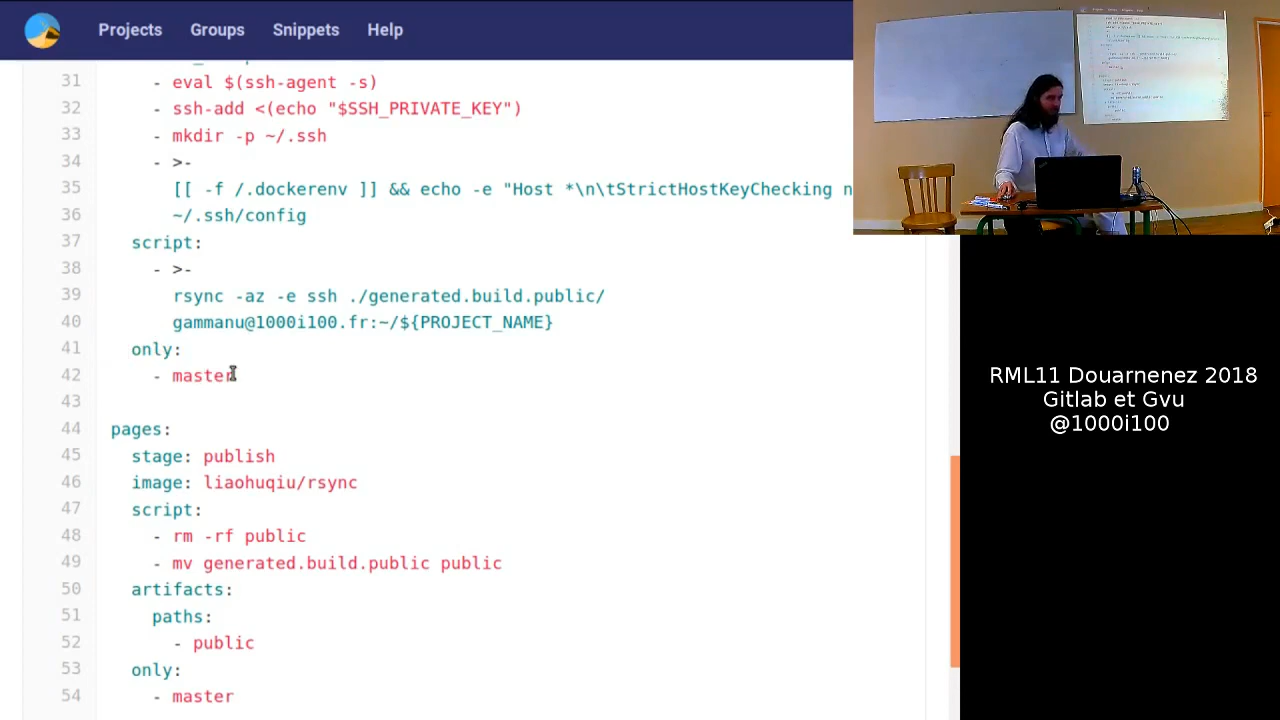 Projects Groups Snippets Help
31 - eval $(ssh-agent -s)
32 - ssh-add <(echo "$SSH_PRIVATE_KEY")
33 - mkdir -p ~/.ssh
34 - >-
35 [[ -f /.dockerenv ]] && echo -e "Host *\n\tStrictHostKeyChecking n
36 ~/.ssh/config
37 script:
38 - >-
39 rsync -az -e ssh ./generated.build.public/
40 gammanu@1000i100.fr:~/${PROJECT_NAME}
41 only:
42 - master
43
44 pages:
45 stage: publish
46 image: liaohuqiu/rsync
47 script:
48 - rm -rf public
49 - mv generated.build.public public
50 artifacts:
51 paths:
52 - public
53 only:
54 - master
RML11 Douarnenez 2018
Gitlab et Gvu
@1000i100